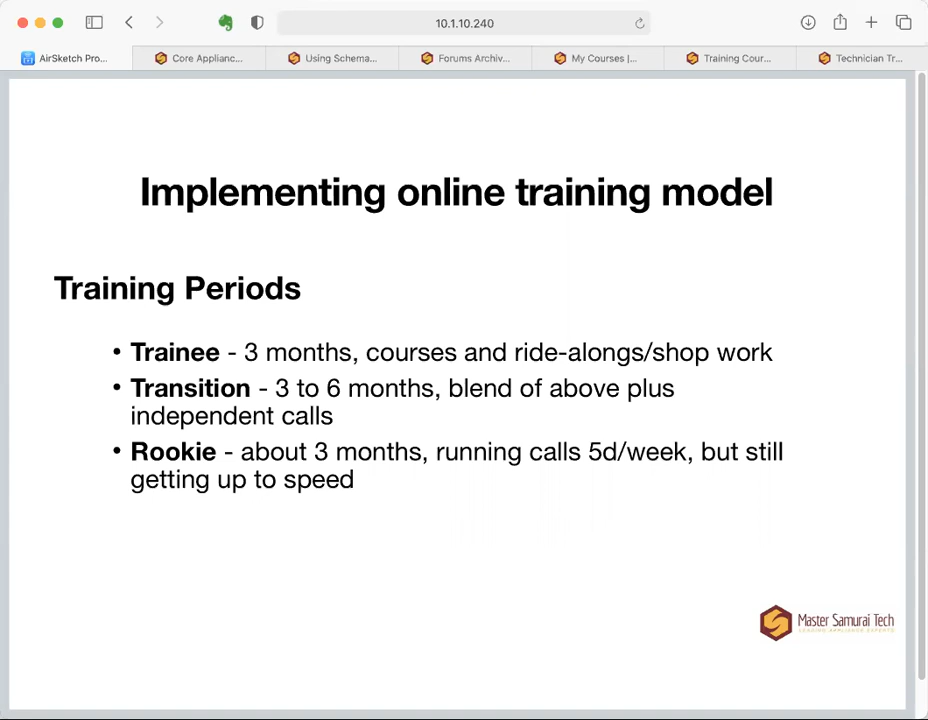 10.1.10.240
AirSketch Pro...
Core Applianc...
Using Schema...
Forums Archiv...
My Courses |...
Training Cour...
Technician Tr...
Implementing online training model
Training Periods
• Trainee - 3 months, courses and ride-alongs/shop work
• Transition - 3 to 6 months, blend of above plus
independent calls
• Rookie - about 3 months, running calls 5d/week, but still
getting up to speed
Master Samurai Tech